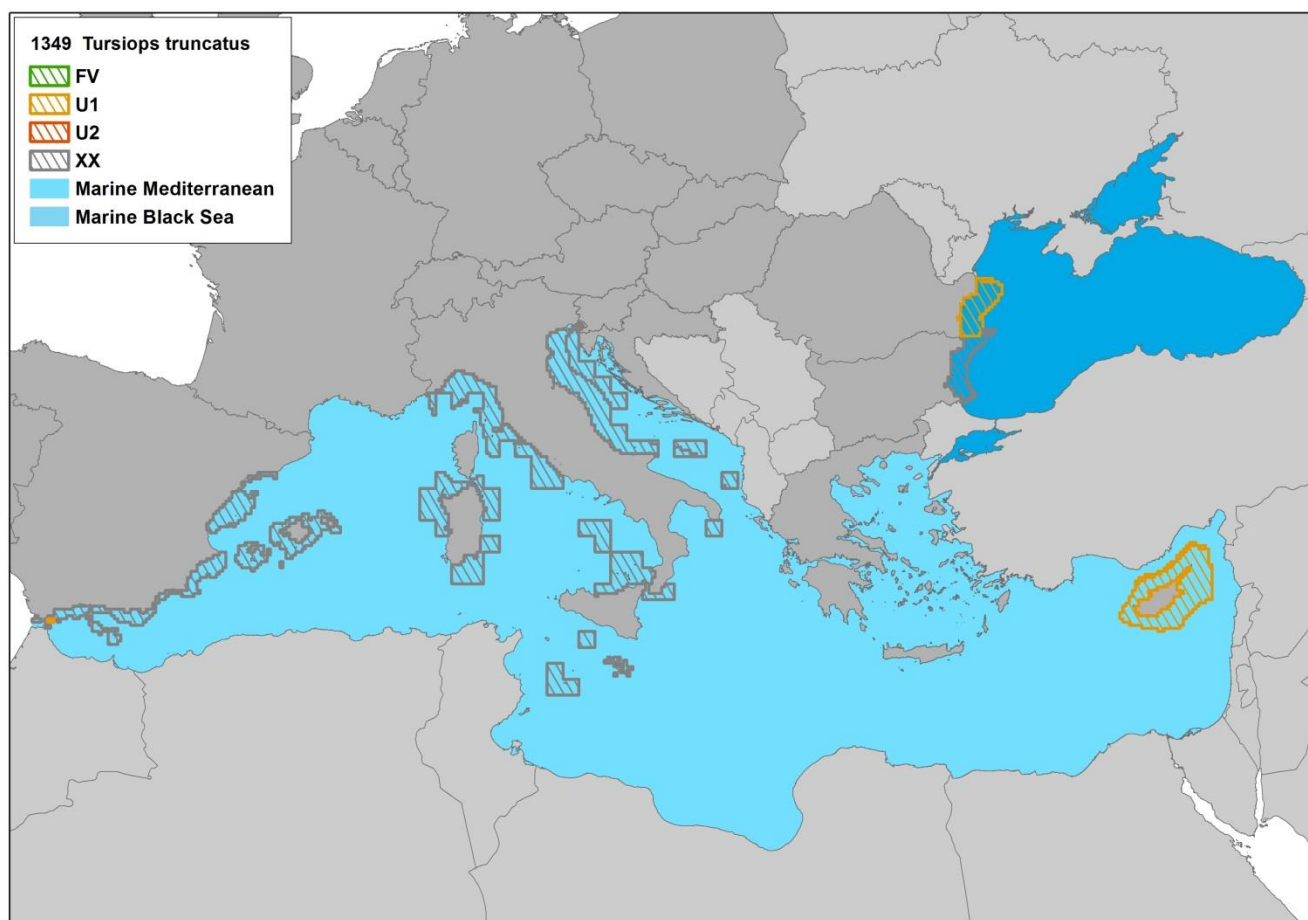 1349 Tursiops truncatus
FV
U1
U2
XX
Marine Mediterranean
Marine Black Sea